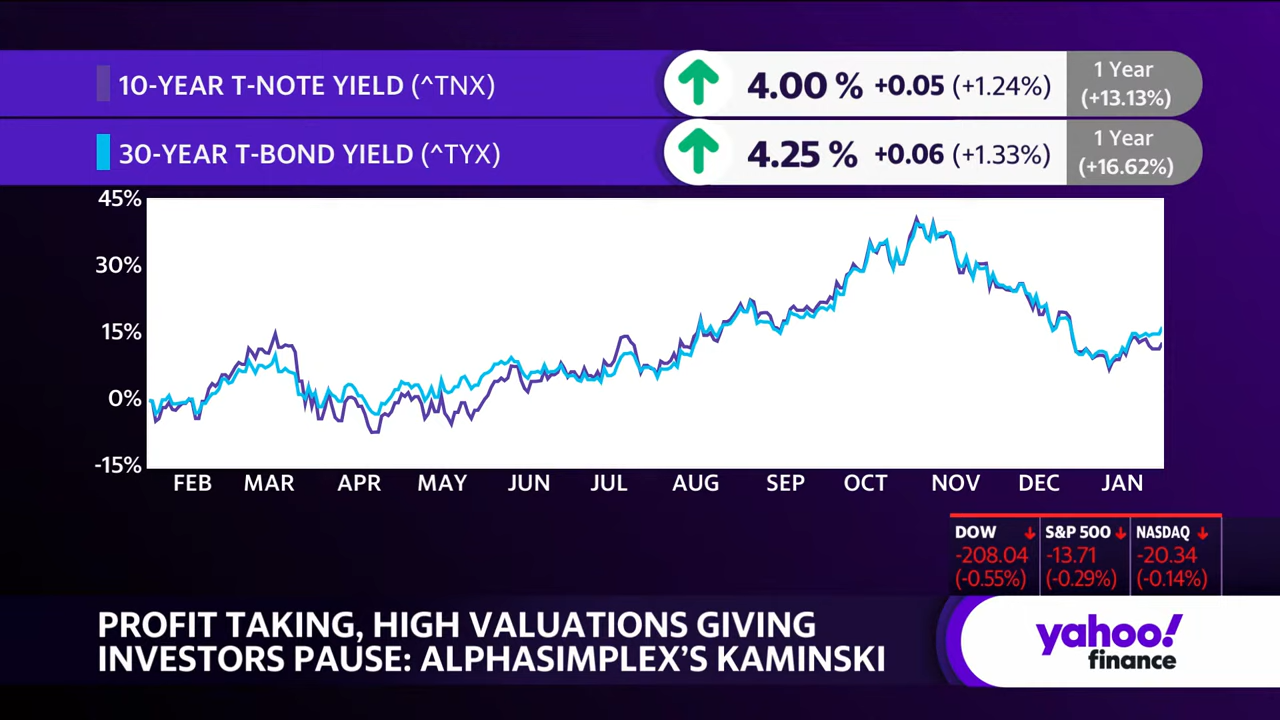 10-YEAR T-NOTE YIELD (^TNX)
4.00 % +0.05 (+1.24%)
1 Year
(+13.13%)
30-YEAR T-BOND YIELD (^TYX)
4.25 % +0.06 (+1.33%)
1 Year
(+16.62%)
45%
30%
15%
0%
-15%
FEB MAR APR MAY JUN JUL AUG SEP OCT NOV DEC JAN
DOW
-208.04
(-0.55%)
S&P 500
-13.71
(-0.29%)
NASDAQ
-20.34
(-0.14%)
PROFIT TAKING, HIGH VALUATIONS GIVING
INVESTORS PAUSE: ALPHASIMPLEX'S KAMINSKI
yahoo!
finance